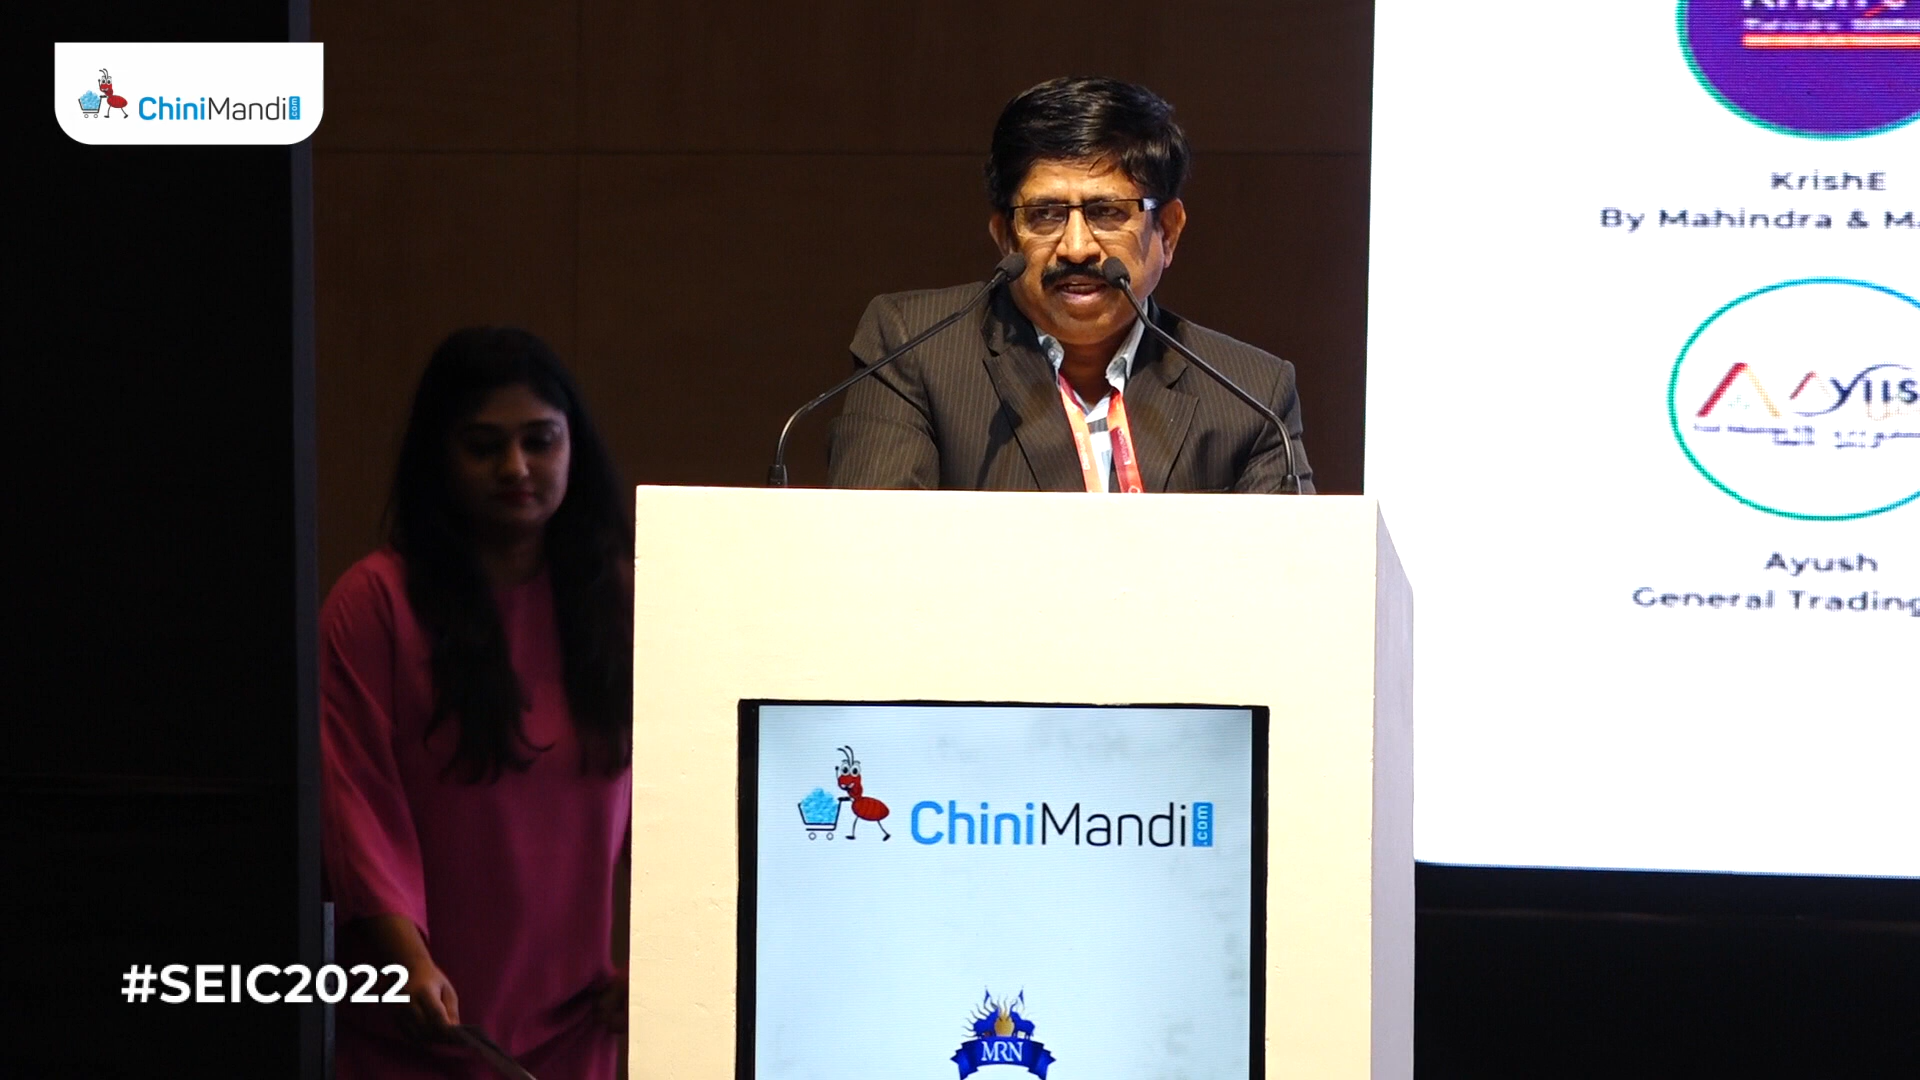 ChiniMandi.com
KrishE
By Mahindra &
Ayush
General Trading
ChiniMandi.com
MRN
#SEIC2022